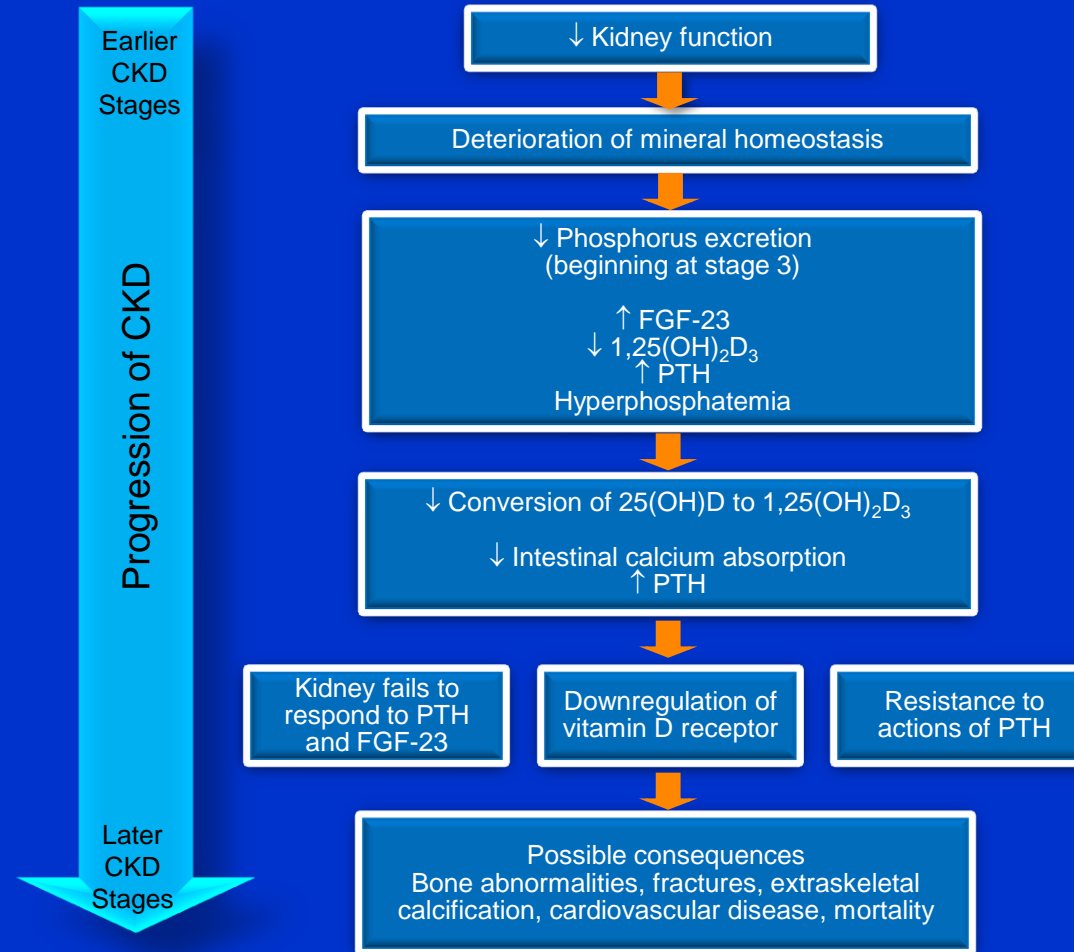 Earlier
CKD
Stages
Progression of CKD
Later
CKD
Stages
↓ Kidney function
Deterioration of mineral homeostasis
↓ Phosphorus excretion
(beginning at stage 3)
↑ FGF-23
↓ 1,25(OH)₂D₃
↑ PTH
Hyperphosphatemia
↓ Conversion of 25(OH)D to 1,25(OH)₂D₃
↓ Intestinal calcium absorption
↑ PTH
Kidney fails to
respond to PTH
and FGF-23
Downregulation of
vitamin D receptor
Resistance to
actions of PTH
Possible consequences
Bone abnormalities, fractures, extraskeletal
calcification, cardiovascular disease, mortality